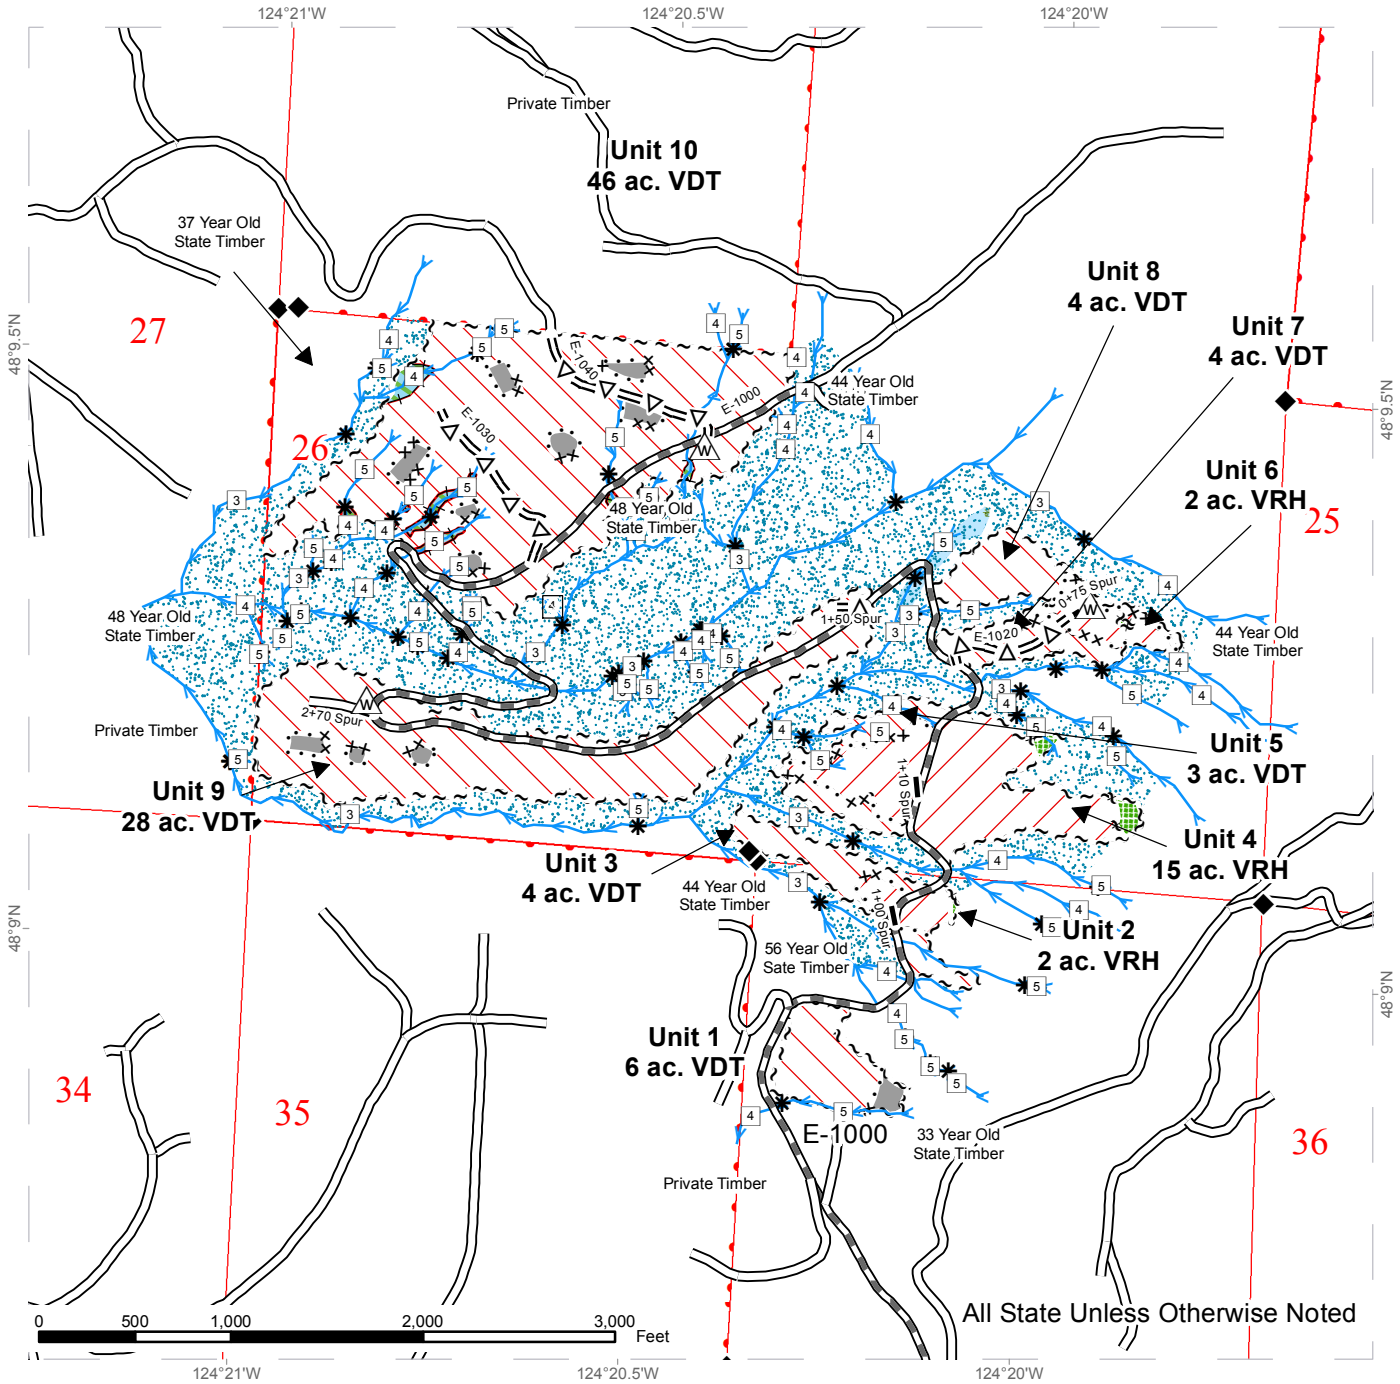 124°21'W
124°20.5'W
124°20'W
Private Timber
Unit 10
46 ac. VDT
37 Year Old
State Timber
Unit 8
4 ac. VDT
Unit 7
4 ac. VDT
27
48°9.5'N
48°9.5'N
E-1040
E-1000
44 Year Old
State Timber
E-1030
26
W
Unit 6
2 ac. VRH
25
48 Year Old
State Timber
48 Year Old
State Timber
1+50 Spur
0+75 Spur
W
E-1020
44 Year Old
State Timber
W
2+70 Spur
Private Timber
Unit 5
3 ac. VDT
Unit 9
28 ac. VDT
1+10 Spur
Unit 4
15 ac. VRH
Unit 3
4 ac. VDT
44 Year Old
State Timber
1+00 Spur
48°9'N
48°9'N
56 Year Old
Sate Timber
Unit 2
2 ac. VRH
Unit 1
6 ac. VDT
34
35
36
E-1000
33 Year Old
State Timber
Private Timber
All State Unless Otherwise Noted
0 500 1,000 2,000 3,000
Feet
124°21'W
124°20.5'W
124°20'W